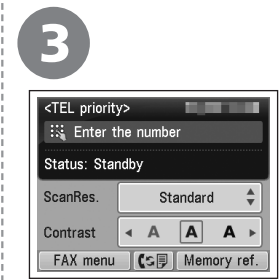 3
<TEL priority>
Enter the number
Status: Standby
ScanRes. Standard
Contrast A A A
FAX menu Memory ref.